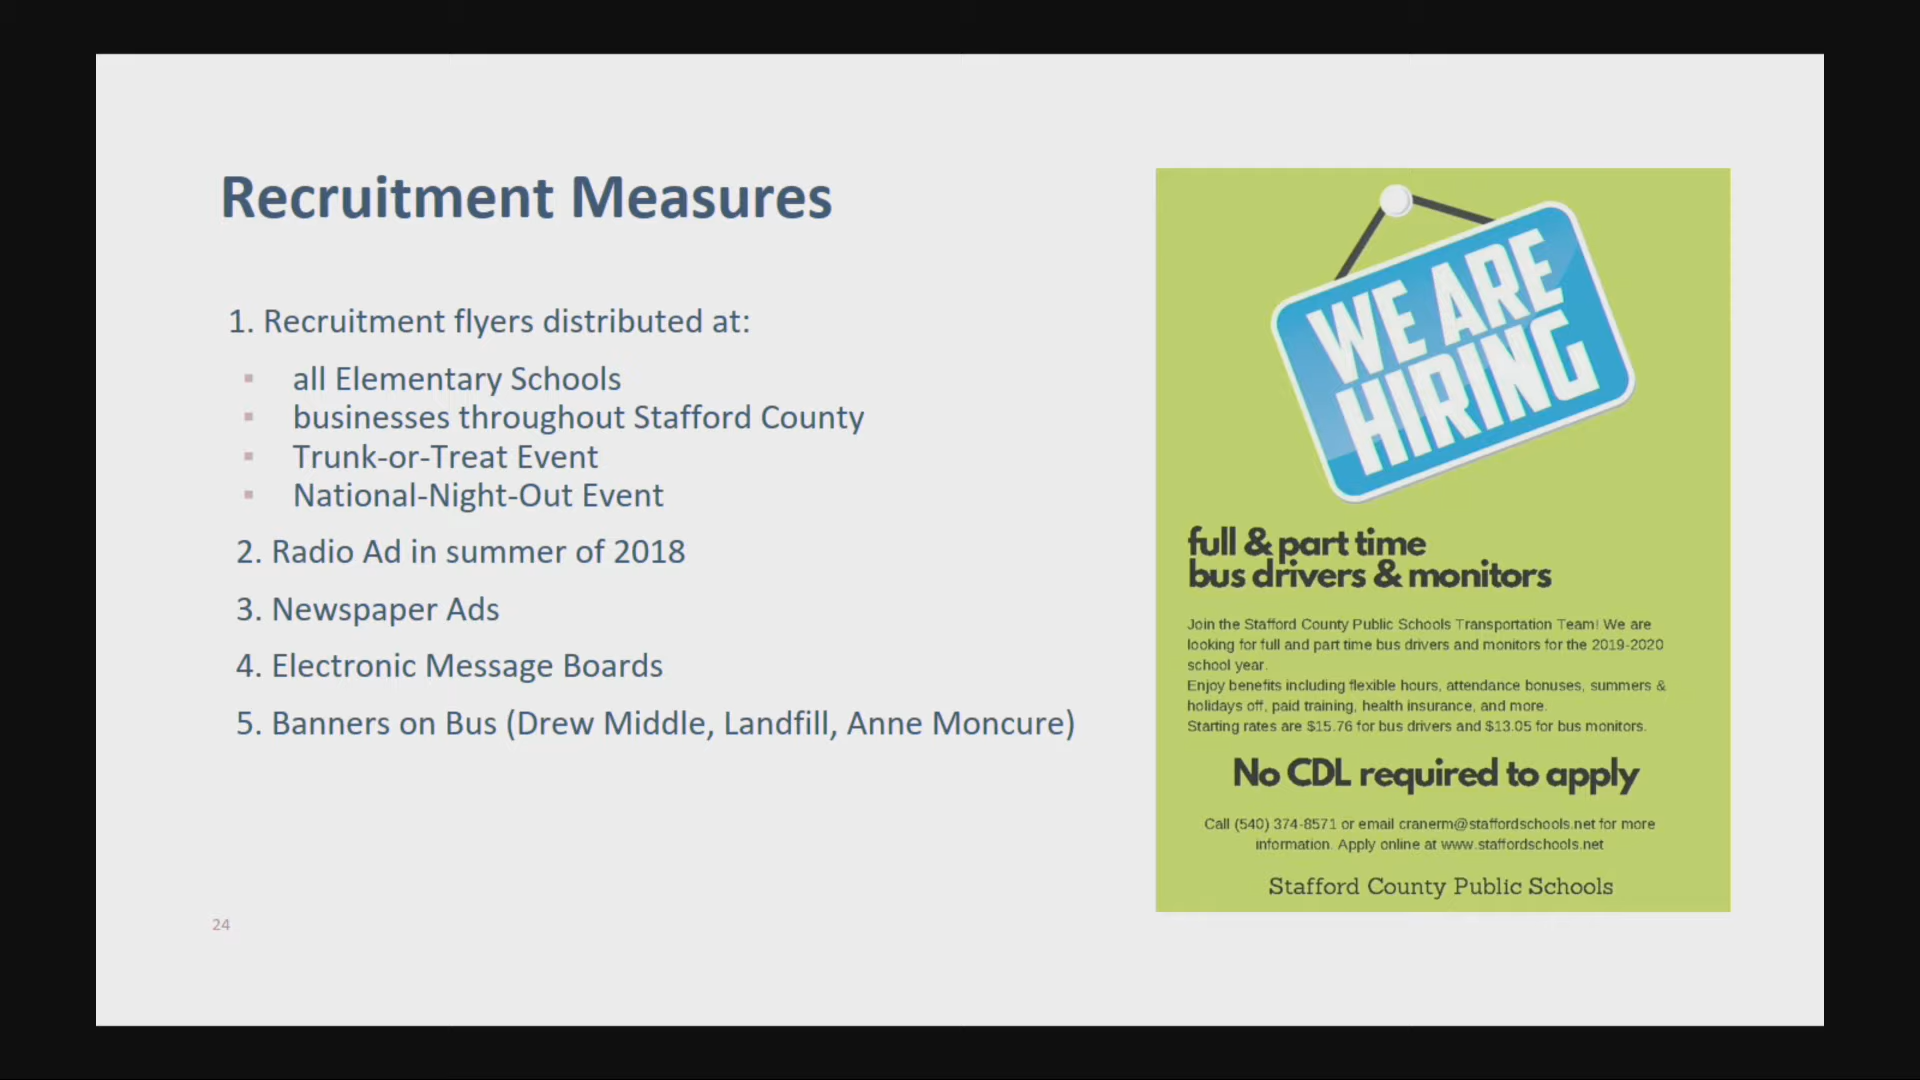 Recruitment Measures
1. Recruitment flyers distributed at:
▪ all Elementary Schools
▪ businesses throughout Stafford County
▪ Trunk-or-Treat Event
▪ National-Night-Out Event
2. Radio Ad in summer of 2018
3. Newspaper Ads
4. Electronic Message Boards
5. Banners on Bus (Drew Middle, Landfill, Anne Moncure)
24
WE ARE
HIRING
full & part time
bus drivers & monitors
Join the Stafford County Public Schools Transportation Team! We are
looking for full and part time bus drivers and monitors for the 2019-2020
school year.
Enjoy benefits including flexible hours, attendance bonuses, summers &
holidays off, paid training, health insurance, and more.
Starting rates are $15.76 for bus drivers and $13.05 for bus monitors.
No CDL required to apply
Call (540) 374-8571 or email cranerm@staffordschools.net for more
information. Apply online at www.staffordschools.net
Stafford County Public Schools